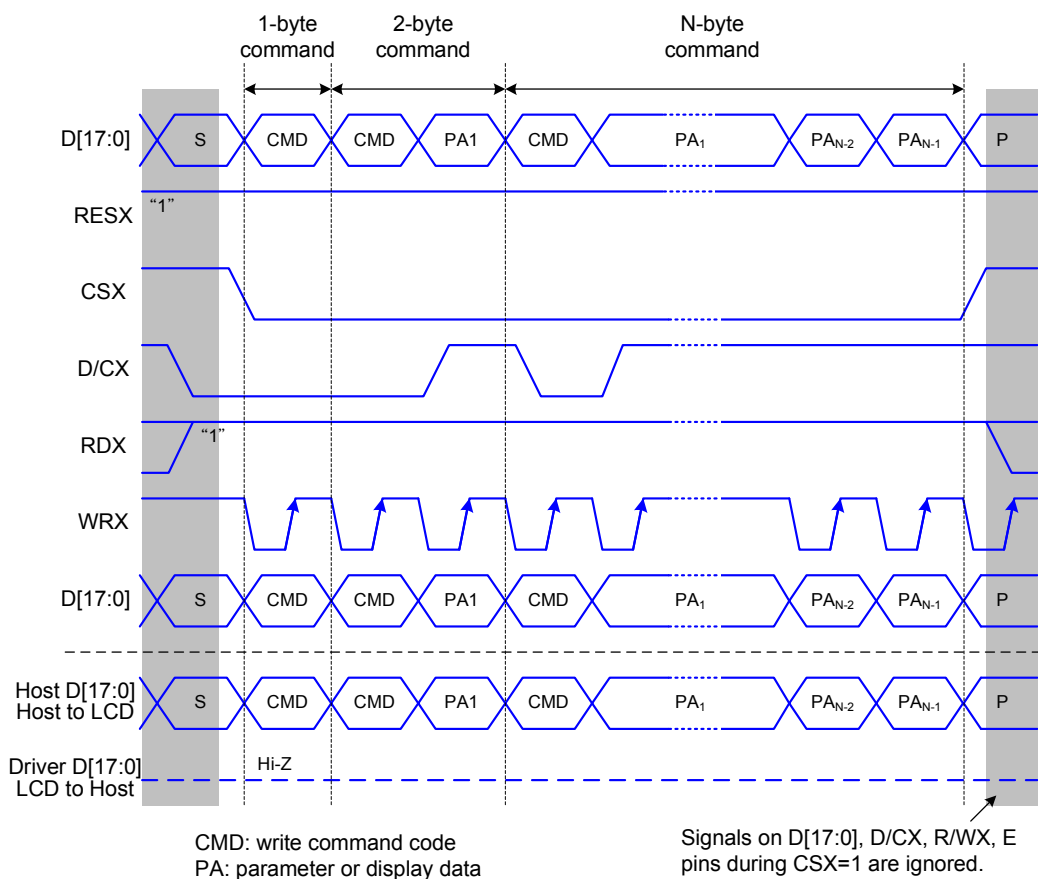 1-byte
command
2-byte
command
N-byte
command
D[17:0]
S
CMD
CMD
PA1
CMD
PA₁
PAN-2
PAN-1
P
RESX
“1”
CSX
D/CX
RDX
“1”
WRX
D[17:0]
S
CMD
CMD
PA1
CMD
PA₁
PAN-2
PAN-1
P
Host D[17:0]
Host to LCD
S
CMD
CMD
PA1
CMD
PA₁
PAN-2
PAN-1
P
Driver D[17:0]
LCD to Host
Hi-Z
CMD: write command code
PA: parameter or display data
Signals on D[17:0], D/CX, R/WX, E
pins during CSX=1 are ignored.